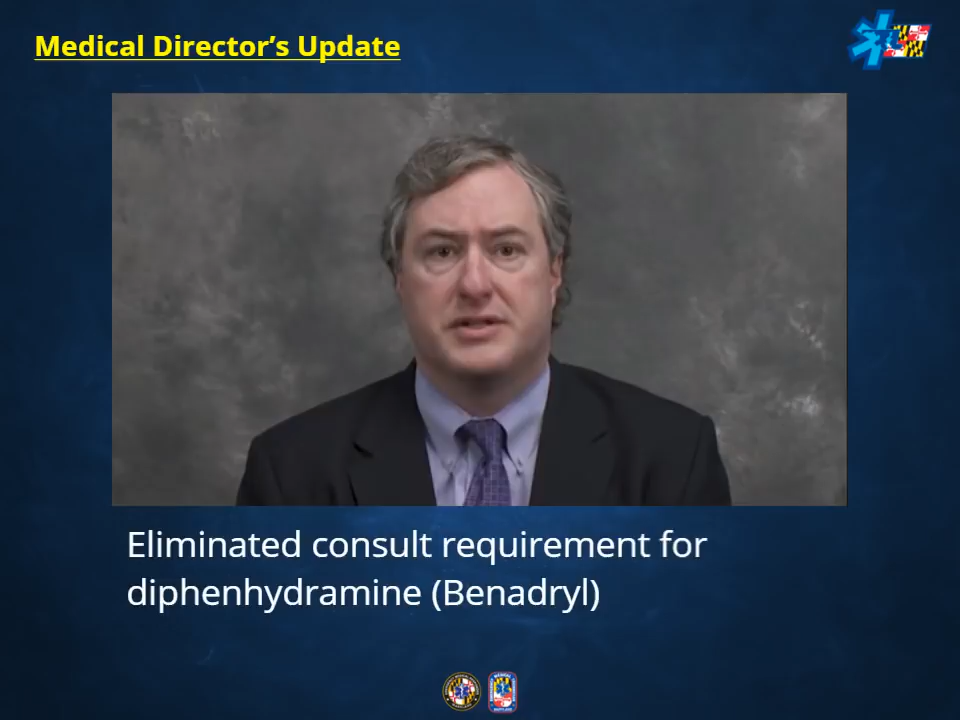 Medical Director’s Update
Eliminated consult requirement for
diphenhydramine (Benadryl)